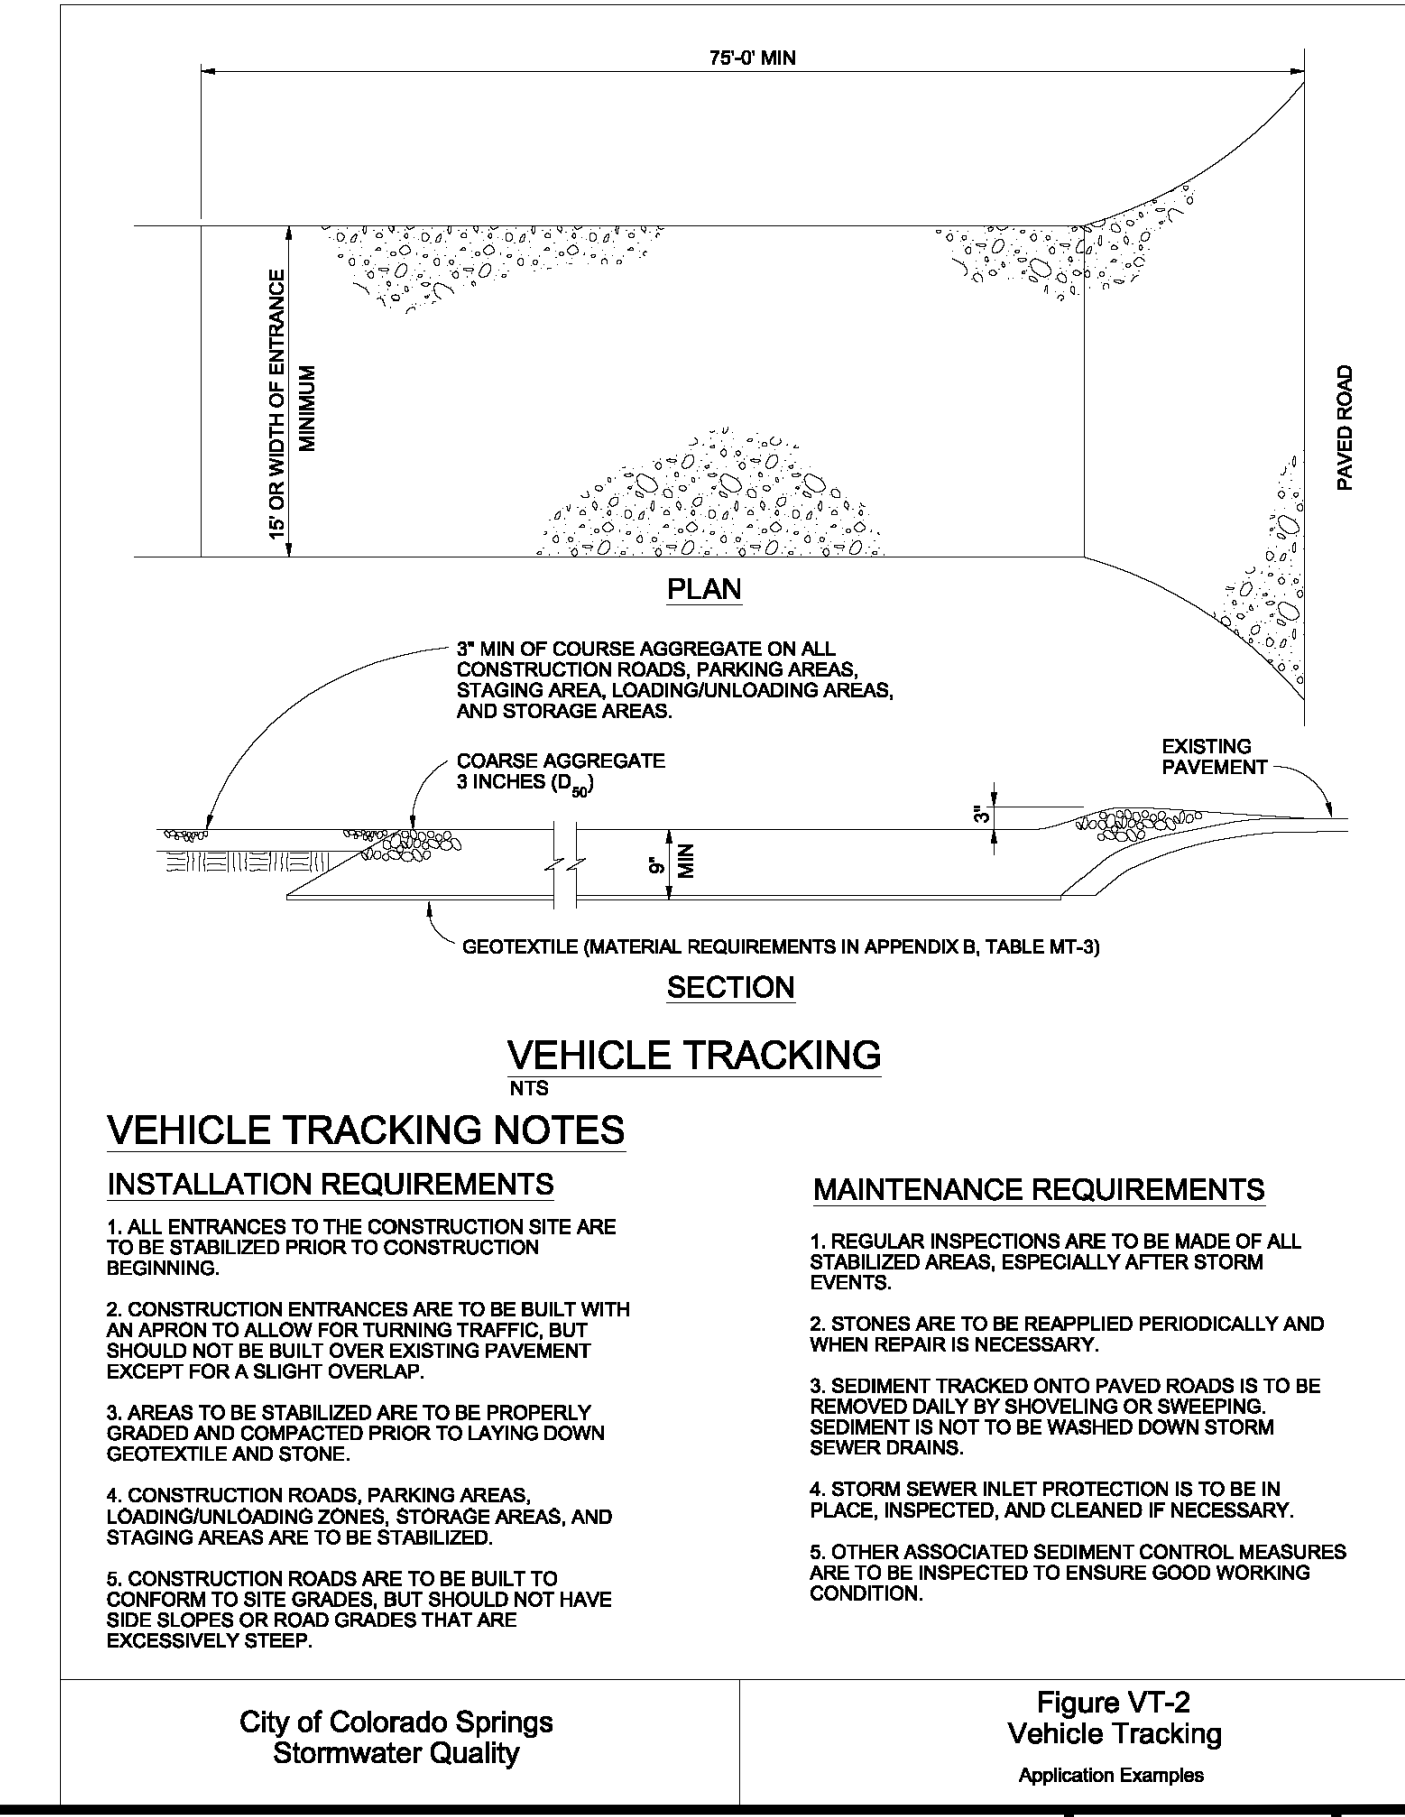 75'-0' MIN
15' OR WIDTH OF ENTRANCE
MINIMUM
PAVED ROAD
PLAN
3" MIN OF COURSE AGGREGATE ON ALL
CONSTRUCTION ROADS, PARKING AREAS,
STAGING AREA, LOADING/UNLOADING AREAS,
AND STORAGE AREAS.
COARSE AGGREGATE
3 INCHES (D50)
EXISTING
PAVEMENT
3"
9"
MIN
GEOTEXTILE (MATERIAL REQUIREMENTS IN APPENDIX B, TABLE MT-3)
SECTION
VEHICLE TRACKING
NTS
VEHICLE TRACKING NOTES
INSTALLATION REQUIREMENTS
1. ALL ENTRANCES TO THE CONSTRUCTION SITE ARE
TO BE STABILIZED PRIOR TO CONSTRUCTION
BEGINNING.
2. CONSTRUCTION ENTRANCES ARE TO BE BUILT WITH
AN APRON TO ALLOW FOR TURNING TRAFFIC, BUT
SHOULD NOT BE BUILT OVER EXISTING PAVEMENT
EXCEPT FOR A SLIGHT OVERLAP.
3. AREAS TO BE STABILIZED ARE TO BE PROPERLY
GRADED AND COMPACTED PRIOR TO LAYING DOWN
GEOTEXTILE AND STONE.
4. CONSTRUCTION ROADS, PARKING AREAS,
LOADING/UNLOADING ZONES, STORAGE AREAS, AND
STAGING AREAS ARE TO BE STABILIZED.
5. CONSTRUCTION ROADS ARE TO BE BUILT TO
CONFORM TO SITE GRADES, BUT SHOULD NOT HAVE
SIDE SLOPES OR ROAD GRADES THAT ARE
EXCESSIVELY STEEP.
MAINTENANCE REQUIREMENTS
1. REGULAR INSPECTIONS ARE TO BE MADE OF ALL
STABILIZED AREAS, ESPECIALLY AFTER STORM
EVENTS.
2. STONES ARE TO BE REAPPLIED PERIODICALLY AND
WHEN REPAIR IS NECESSARY.
3. SEDIMENT TRACKED ONTO PAVED ROADS IS TO BE
REMOVED DAILY BY SHOVELING OR SWEEPING.
SEDIMENT IS NOT TO BE WASHED DOWN STORM
SEWER DRAINS.
4. STORM SEWER INLET PROTECTION IS TO BE IN
PLACE, INSPECTED, AND CLEANED IF NECESSARY.
5. OTHER ASSOCIATED SEDIMENT CONTROL MEASURES
ARE TO BE INSPECTED TO ENSURE GOOD WORKING
CONDITION.
City of Colorado Springs
Stormwater Quality
Figure VT-2
Vehicle Tracking
Application Examples